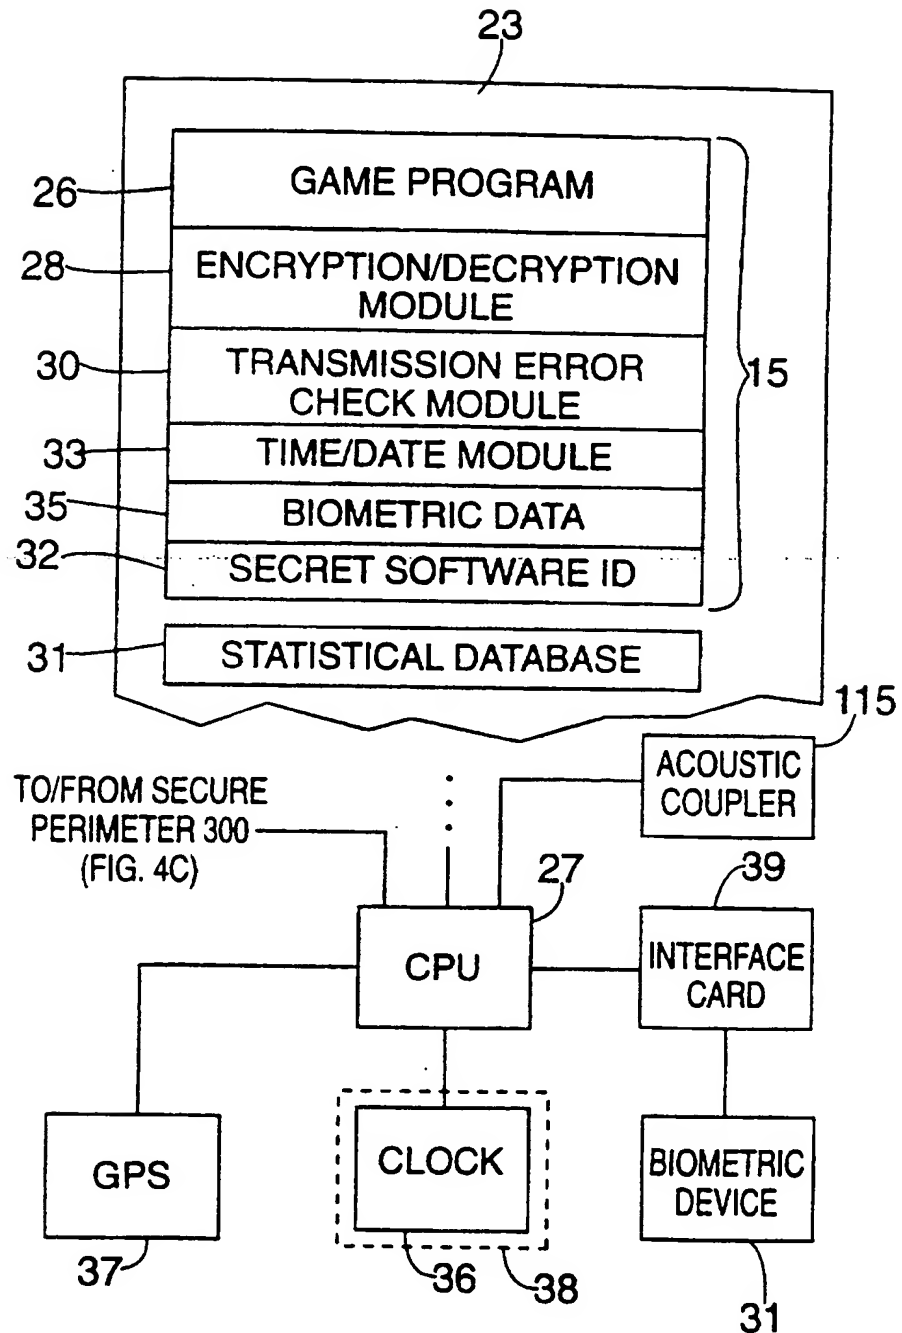 23
26
GAME PROGRAM
28
ENCRYPTION/DECRYPTION
MODULE
30
TRANSMISSION ERROR
CHECK MODULE
15
33
TIME/DATE MODULE
35
BIOMETRIC DATA
32
SECRET SOFTWARE ID
31
STATISTICAL DATABASE
115
ACOUSTIC
COUPLER
TO/FROM SECURE
PERIMETER 300
(FIG. 4C)
27
39
CPU
INTERFACE
CARD
GPS
CLOCK
BIOMETRIC
DEVICE
37
36
38
31